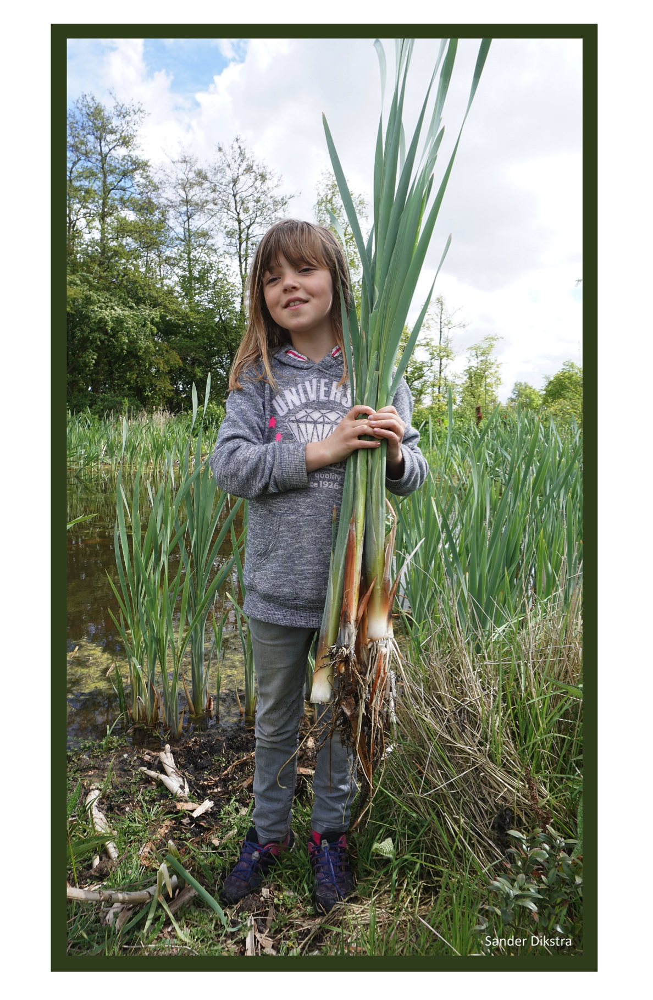 UNIVERS
quality
ce 1926
Sander Dikstra